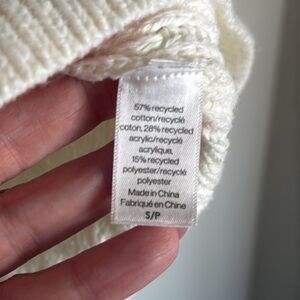 57% recycled
cotton/recyclé
coton, 28% recycled
acrylic/recyclé
acrylique,
15% recycled
polyester/recyclé
polyester
Made in China
Fabriqué en Chine
S/P